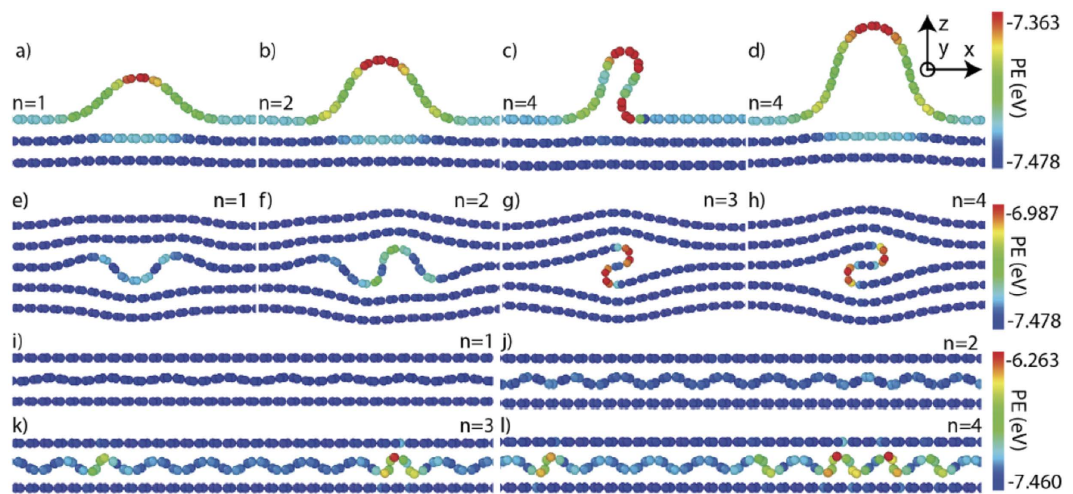 a)
b)
c)
d)
z
y
x
n=1
n=2
n=4
n=4
-7.363
PE (eV)
-7.478
e)
n=1
f)
n=2
g)
n=3
h)
n=4
-6.987
PE (eV)
-7.478
i)
n=1
j)
n=2
k)
n=3
l)
n=4
-6.263
PE (eV)
-7.460